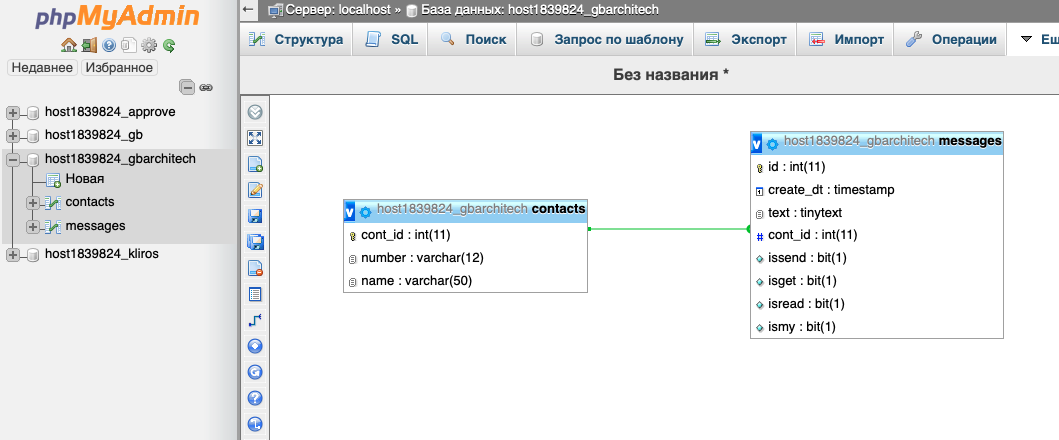 phpMyAdmin
Недавнее Избранное
host1839824_approve
host1839824_gb
host1839824_gbarchitech
Новая
contacts
messages
host1839824_kliros
Сервер: localhost » База данных: host1839824_gbarchitech
Структура SQL Поиск Запрос по шаблону Экспорт Импорт Операции Ещ
Без названия *
host1839824_gbarchitech contacts
cont_id : int(11)
number : varchar(12)
name : varchar(50)
host1839824_gbarchitech messages
id : int(11)
create_dt : timestamp
text : tinytext
cont_id : int(11)
issend : bit(1)
isget : bit(1)
isread : bit(1)
ismy : bit(1)